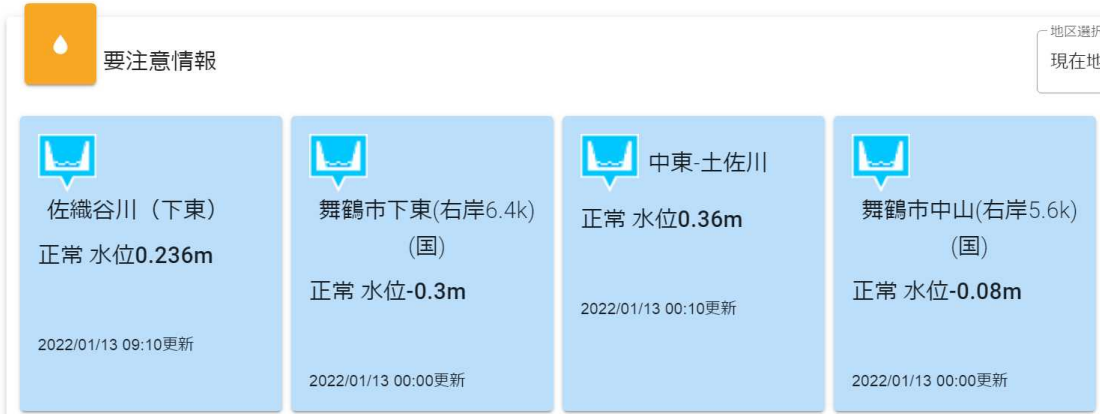 要注意情報
地区選択
現在地
佐織谷川（下東）
正常 水位0.236m
2022/01/13 09:10更新
舞鶴市下東(右岸6.4k)
(国)
正常 水位-0.3m
2022/01/13 00:00更新
中東-土佐川
正常 水位0.36m
2022/01/13 00:10更新
舞鶴市中山(右岸5.6k)
(国)
正常 水位-0.08m
2022/01/13 00:00更新